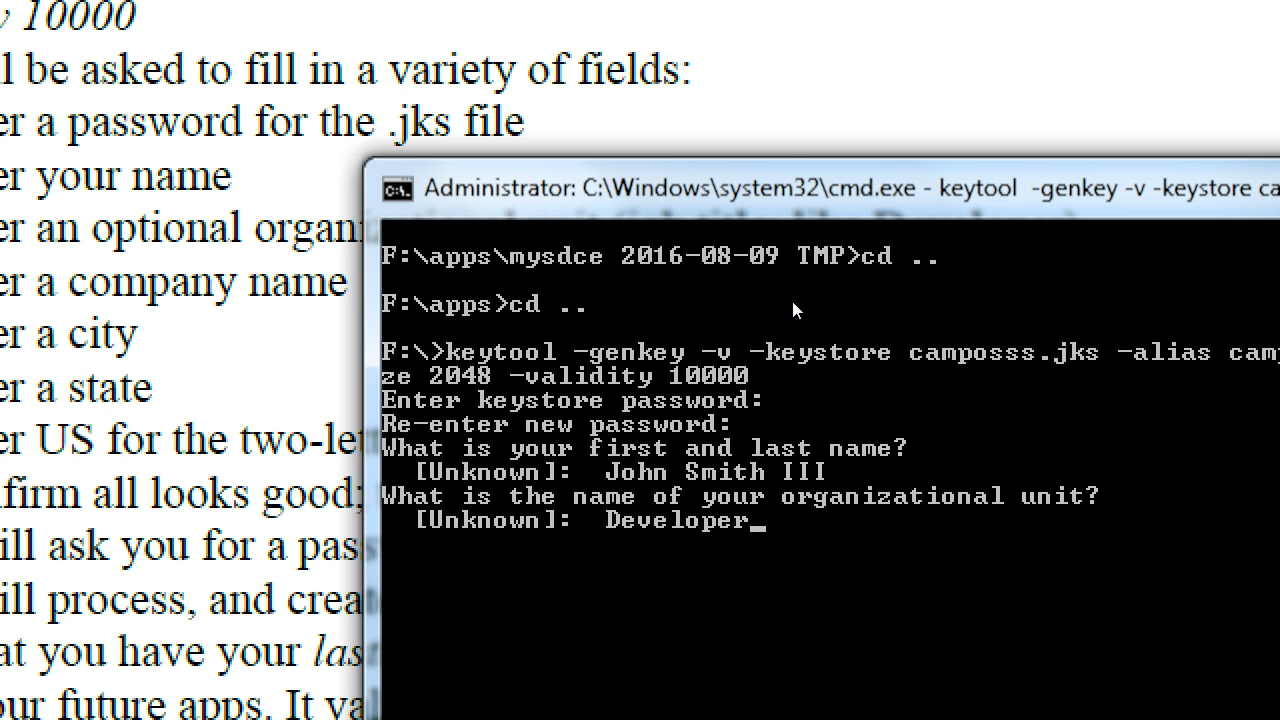 10000
l be asked to fill in a variety of fields:
er a password for the .jks file
er your name
er an optional organi
er a company name
er a city
er a state
er US for the two-let
firm all looks good;
ill ask you for a pas
ill process, and crea
at you have your las
our future apps. It va
Administrator: C:\Windows\system32\cmd.exe - keytool -genkey -v -keystore ca
F:\apps\mysdce 2016-08-09 TMP>cd ..
F:\apps>cd ..
F:\>keytool -genkey -v -keystore camposss.jks -alias camp
ze 2048 -validity 10000
Enter keystore password:
Re-enter new password:
What is your first and last name?
[Unknown]: John Smith III
What is the name of your organizational unit?
[Unknown]: Developer_